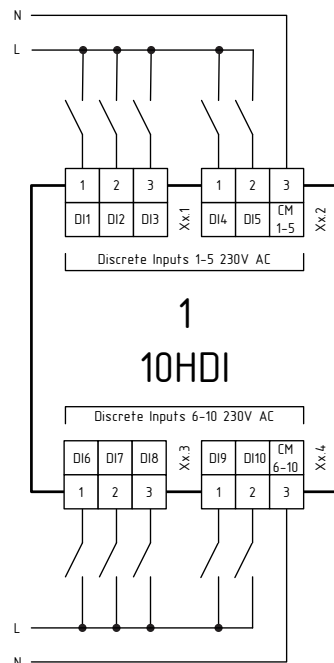 N
L
1 2 3 1 2 3
DI1 DI2 DI3 Xx.1 DI4 DI5 CM 1-5 Xx.2
Discrete Inputs 1-5 230V AC
1
10HDI
Discrete Inputs 6-10 230V AC
DI6 DI7 DI8 Xx.3 DI9 DI10 CM 6-10 Xx.4
1 2 3 1 2 3
L
N